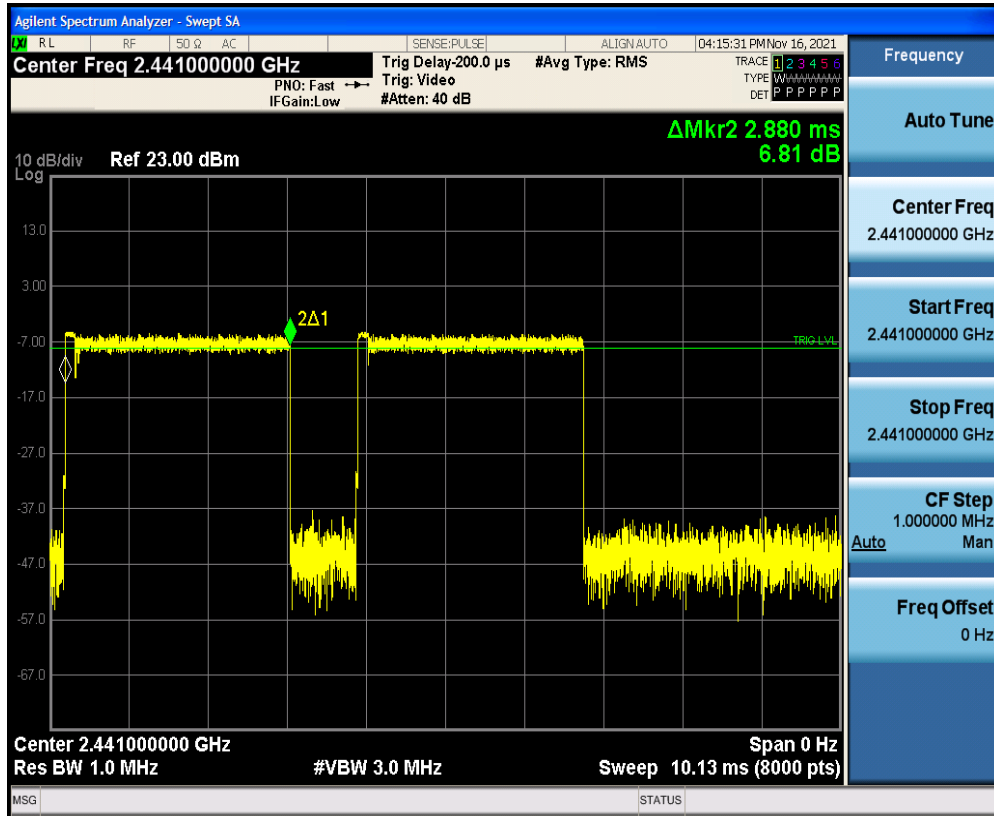 Agilent Spectrum Analyzer - Swept SA
LXI RL RF 50 Ω AC SENSE:PULSE ALIGN AUTO 04:15:31 PM Nov 16, 2021
Center Freq 2.441000000 GHz
PNO: Fast
IFGain:Low
Trig Delay-200.0 µs
Trig: Video
#Atten: 40 dB
#Avg Type: RMS
TRACE 1 2 3 4 5 6
TYPE WWWWWW
DET P P P P P P
ΔMkr2 2.880 ms
6.81 dB
10 dB/div Ref 23.00 dBm
Log
13.0
3.00
-7.00
-17.0
-27.0
-37.0
-47.0
-57.0
-67.0
2Δ1
TRIG LVL
Center 2.441000000 GHz Span 0 Hz
Res BW 1.0 MHz #VBW 3.0 MHz Sweep 10.13 ms (8000 pts)
MSG STATUS
Frequency
Auto Tune
Center Freq
2.441000000 GHz
Start Freq
2.441000000 GHz
Stop Freq
2.441000000 GHz
CF Step
1.000000 MHz
Auto Man
Freq Offset
0 Hz